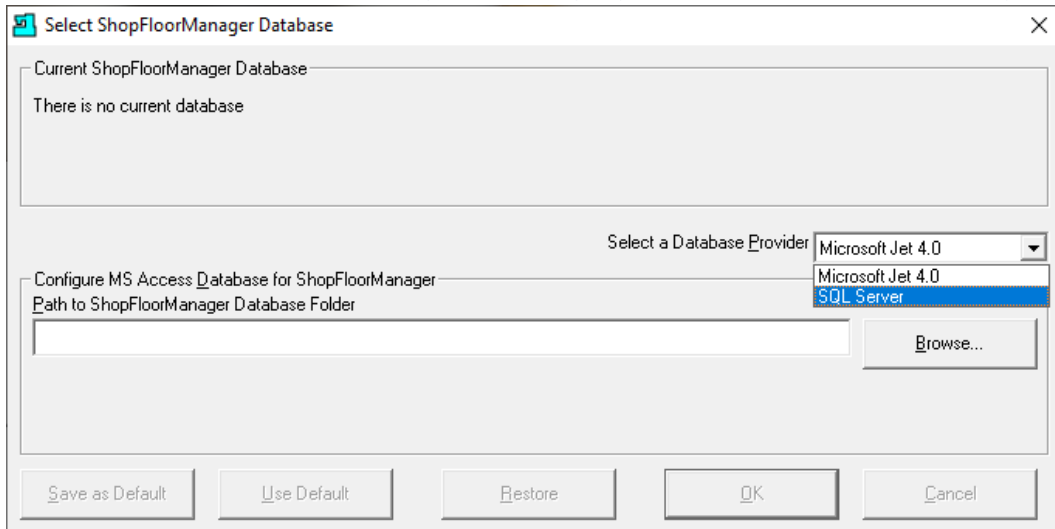 Select ShopFloorManager Database
Current ShopFloorManager Database
There is no current database
Select a Database Provider Microsoft Jet 4.0
Microsoft Jet 4.0
SQL Server
Configure MS Access Database for ShopFloorManager
Path to ShopFloorManager Database Folder
Browse...
Save as Default Use Default Restore OK Cancel